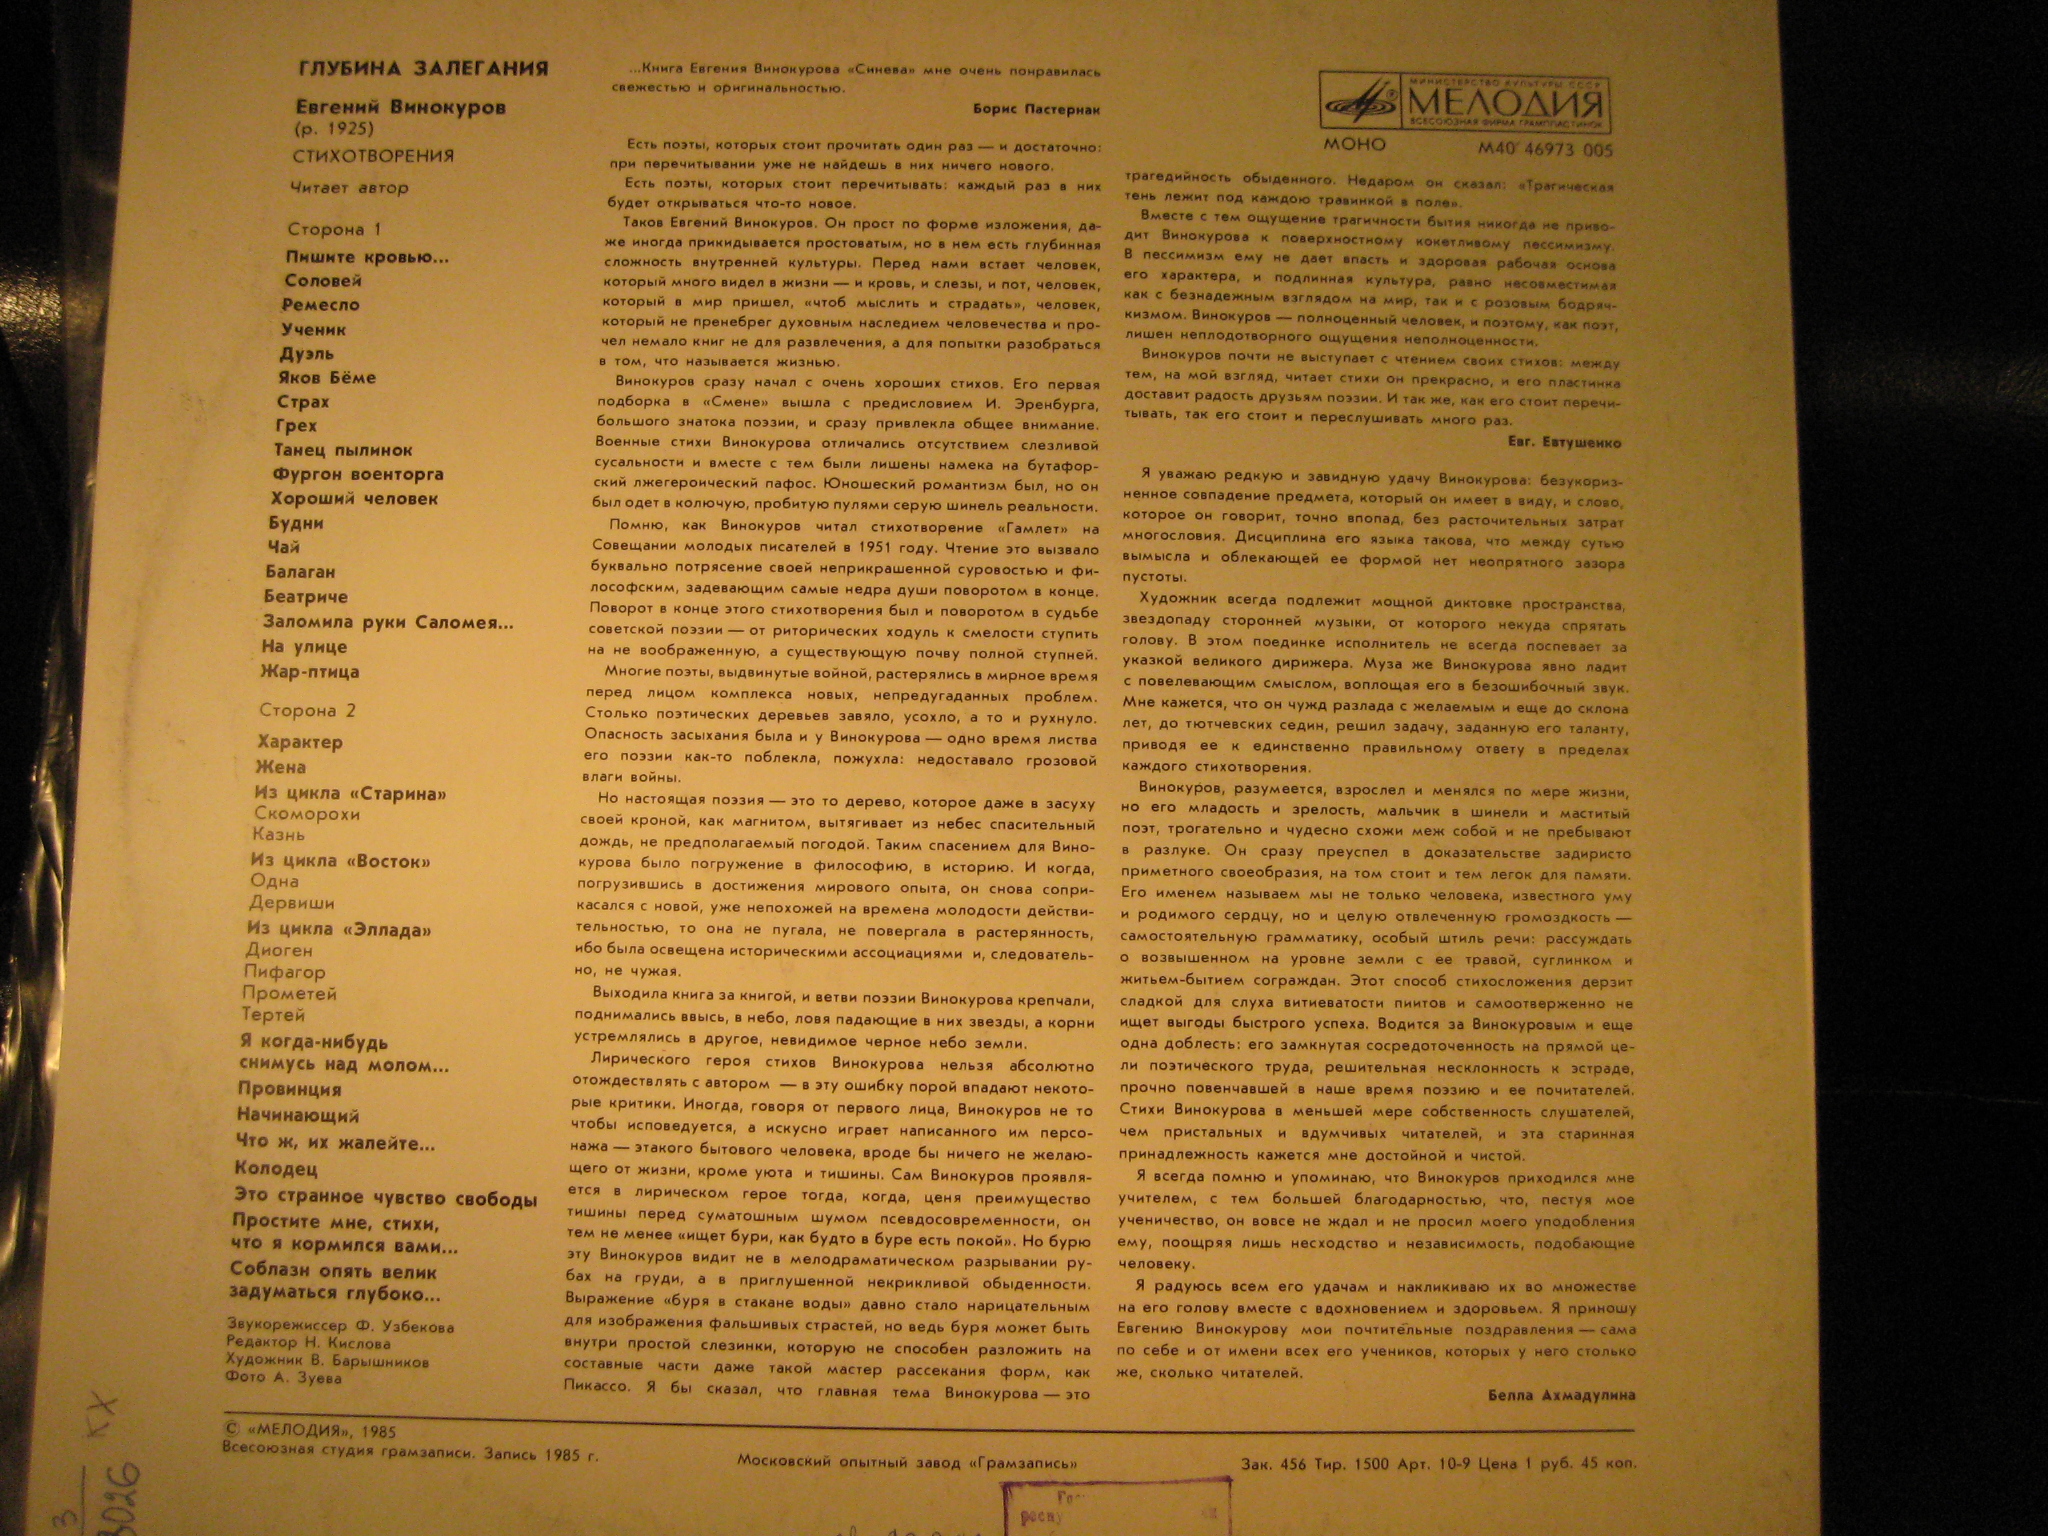 ГЛУБИНА ЗАЛЕГАНИЯ
Евгений Винокуров
(р. 1925)
СТИХОТВОРЕНИЯ
Читает автор
Сторона 1
Пишите кровью...
Соловей
Ремесло
Ученик
Дуэль
Яков Бёме
Страх
Грех
Танец пылинок
Фургон военторга
Хороший человек
Будни
Чай
Балаган
Беатриче
Заломила руки Саломея...
На улице
Жар-птица
Сторона 2
Характер
Жена
Из цикла «Старина»
Скоморохи
Казнь
Из цикла «Восток»
Одна
Дервиши
Из цикла «Эллада»
Диоген
Пифагор
Прометей
Тертей
Я когда-нибудь
снимусь над молом...
Провинция
Начинающий
Что ж, их жалейте...
Колодец
Это странное чувство свободы
Простите мне, стихи,
что я кормился вами...
Соблазн опять велик
задуматься глубоко...
Звукорежиссер Ф. Узбекова
Редактор Н. Кислова
Художник В. Барышников
Фото А. Зуева
...Книга Евгения Винокурова «Синева» мне очень понравилась
свежестью и оригинальностью.
Борис Пастернак
Есть поэты, которых стоит прочитать один раз — и достаточно:
при перечитывании уже не найдешь в них ничего нового.
Есть поэты, которых стоит перечитывать: каждый раз в них
будет открываться что-то новое.
Таков Евгений Винокуров. Он прост по форме изложения, да-
же иногда прикидывается простоватым, но в нем есть глубинная
сложность внутренней культуры. Перед нами встает человек,
который много видел в жизни — и кровь, и слезы, и пот, человек,
который в мир пришел, «чтоб мыслить и страдать», человек,
который не пренебрег духовным наследием человечества и про-
чел немало книг не для развлечения, а для попытки разобраться
в том, что называется жизнью.
Винокуров сразу начал с очень хороших стихов. Его первая
подборка в «Смене» вышла с предисловием И. Эренбурга,
большого знатока поэзии, и сразу привлекла общее внимание.
Военные стихи Винокурова отличались отсутствием слезливой
сусальности и вместе с тем были лишены намека на бутафор-
ский лжегероический пафос. Юношеский романтизм был, но он
был одет в колючую, пробитую пулями серую шинель реальности.
Помню, как Винокуров читал стихотворение «Гамлет» на
Совещании молодых писателей в 1951 году. Чтение это вызвало
буквально потрясение своей неприкрашенной суровостью и фи-
лософским, задевающим самые недра души поворотом в конце.
Поворот в конце этого стихотворения был и поворотом в судьбе
советской поэзии — от риторических ходуль к смелости ступить
на не воображенную, а существующую почву полной ступней.
Многие поэты, выдвинутые войной, растерялись в мирное время
перед лицом комплекса новых, непредугаданных проблем.
Столько поэтических деревьев завяло, усохло, а то и рухнуло.
Опасность засыхания была и у Винокурова — одно время листва
его поэзии как-то поблекла, пожухла: недоставало грозовой
влаги войны.
Но настоящая поэзия — это то дерево, которое даже в засуху
своей кроной, как магнитом, вытягивает из небес спасительный
дождь, не предполагаемый погодой. Таким спасением для Вино-
курова было погружение в философию, в историю. И когда,
погрузившись в достижения мирового опыта, он снова сопри-
касался с новой, уже непохожей на времена молодости действи-
тельностью, то она не пугала, не повергала в растерянность,
ибо была освещена историческими ассоциациями и, следователь-
но, не чужая.
Выходила книга за книгой, и ветви поэзии Винокурова крепчали,
поднимались ввысь, в небо, ловя падающие в них звезды, а корни
устремлялись в другое, невидимое черное небо земли.
Лирического героя стихов Винокурова нельзя абсолютно
отождествлять с автором — в эту ошибку порой впадают некото-
рые критики. Иногда, говоря от первого лица, Винокуров не то
чтобы исповедуется, а искусно играет написанного им персо-
нажа — этакого бытового человека, вроде бы ничего не желаю-
щего от жизни, кроме уюта и тишины. Сам Винокуров проявля-
ется в лирическом герое тогда, когда, ценя преимущество
тишины перед суматошным шумом псевдосовременности, он
тем не менее «ищет бури, как будто в буре есть покой». Но бурю
эту Винокуров видит не в мелодраматическом разрывании ру-
бах на груди, а в приглушенной некрикливой обыденности.
Выражение «буря в стакане воды» давно стало нарицательным
для изображения фальшивых страстей, но ведь буря может быть
внутри простой слезинки, которую не способен разложить на
составные части даже такой мастер рассекания форм, как
Пикассо. Я бы сказал, что главная тема Винокурова — это
МИНИСТЕРСТВО КУЛЬТУРЫ СССР
МЕЛОДИЯ
ВСЕСОЮЗНАЯ ФИРМА ГРАМПЛАСТИНОК
МОНО М40 46973 005
трагедийность обыденного. Недаром он сказал: «Трагическая
тень лежит под каждою травинкой в поле».
Вместе с тем ощущение трагичности бытия никогда не приво-
дит Винокурова к поверхностному кокетливому пессимизму.
В пессимизм ему не дает впасть и здоровая рабочая основа
его характера, и подлинная культура, равно несовместимая
как с безнадежным взглядом на мир, так и с розовым бодряч-
кизмом. Винокуров — полноценный человек, и поэтому, как поэт,
лишен неплодотворного ощущения неполноценности.
Винокуров почти не выступает с чтением своих стихов: между
тем, на мой взгляд, читает стихи он прекрасно, и его пластинка
доставит радость друзьям поэзии. И так же, как его стоит перечи-
тывать, так его стоит и переслушивать много раз.
Евг. Евтушенко
Я уважаю редкую и завидную удачу Винокурова: безукориз-
ненное совпадение предмета, который он имеет в виду, и слово,
которое он говорит, точно впопад, без расточительных затрат
многословия. Дисциплина его языка такова, что между сутью
вымысла и облекающей ее формой нет неопрятного зазора
пустоты.
Художник всегда подлежит мощной диктовке пространства,
звездопаду сторонней музыки, от которого некуда спрятать
голову. В этом поединке исполнитель не всегда поспевает за
указкой великого дирижера. Муза же Винокурова явно ладит
с повелевающим смыслом, воплощая его в безошибочный звук.
Мне кажется, что он чужд разлада с желаемым и еще до склона
лет, до тютчевских седин, решил задачу, заданную его таланту,
приводя ее к единственно правильному ответу в пределах
каждого стихотворения.
Винокуров, разумеется, взрослел и менялся по мере жизни,
но его младость и зрелость, мальчик в шинели и маститый
поэт, трогательно и чудесно схожи меж собой и не пребывают
в разлуке. Он сразу преуспел в доказательстве задиристо
приметного своеобразия, на том стоит и тем легок для памяти.
Его именем называем мы не только человека, известного уму
и родимого сердцу, но и целую отвлеченную громоздкость —
самостоятельную грамматику, особый штиль речи: рассуждать
о возвышенном на уровне земли с ее травой, суглинком и
житьем-бытием сограждан. Этот способ стихосложения дерзит
сладкой для слуха витиеватости пиитов и самоотверженно не
ищет выгоды быстрого успеха. Водится за Винокуровым и еще
одна доблесть: его замкнутая сосредоточенность на прямой це-
ли поэтического труда, решительная несклонность к эстраде,
прочно повенчавшей в наше время поэзию и ее почитателей.
Стихи Винокурова в меньшей мере собственность слушателей,
чем пристальных и вдумчивых читателей, и эта старинная
принадлежность кажется мне достойной и чистой.
Я всегда помню и упоминаю, что Винокуров приходился мне
учителем, с тем большей благодарностью, что, пестуя мое
ученичество, он вовсе не ждал и не просил моего уподобления
ему, поощряя лишь несходство и независимость, подобающие
человеку.
Я радуюсь всем его удачам и накликиваю их во множестве
на его голову вместе с вдохновением и здоровьем. Я приношу
Евгению Винокурову мои почтительные поздравления — сама
по себе и от имени всех его учеников, которых у него столько
же, сколько читателей.
Белла Ахмадулина
© «МЕЛОДИЯ», 1985
Всесоюзная студия грамзаписи. Запись 1985 г.
Московский опытный завод «Грамзапись»
Зак. 456 Тир. 1500 Арт. 10-9 Цена 1 руб. 45 коп.
КХ
3
3026